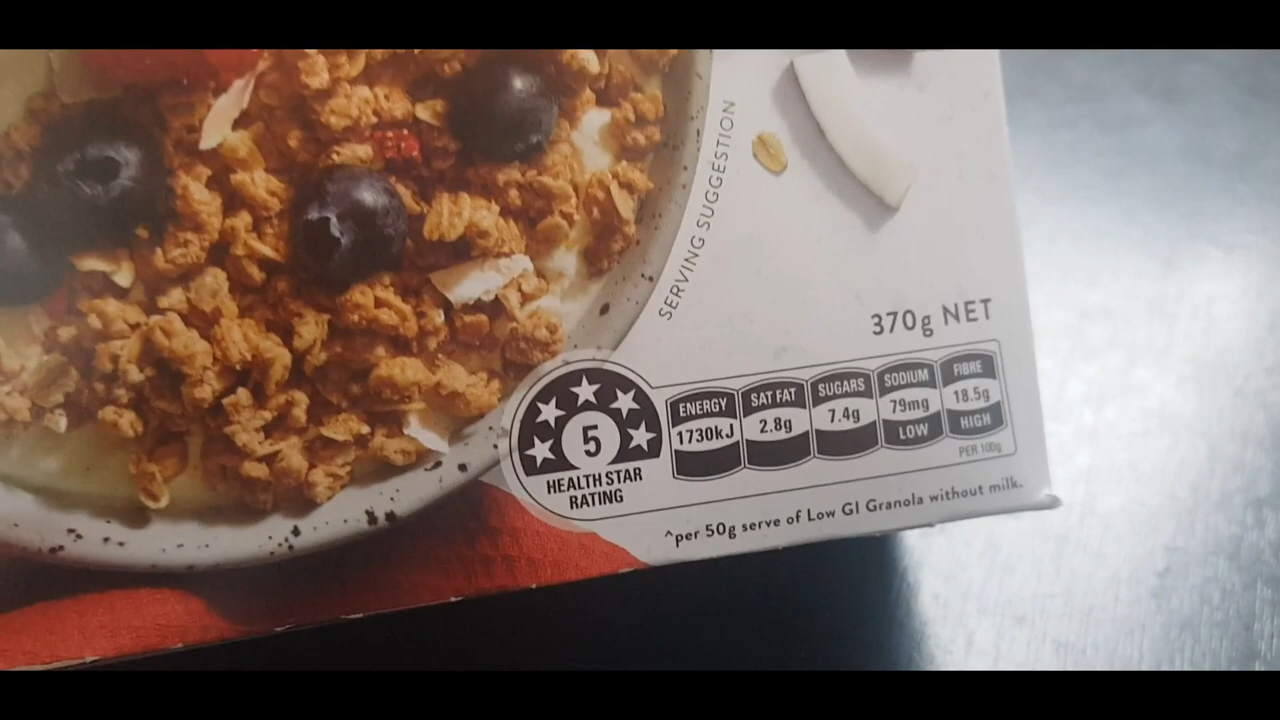 SERVING SUGGESTION
370g NET
5
HEALTH STAR
RATING
ENERGY
1730kJ
SAT FAT
2.8g
SUGARS
7.4g
SODIUM
79mg
LOW
FIBRE
18.5g
HIGH
PER 100g
^per 50g serve of Low GI Granola without milk.